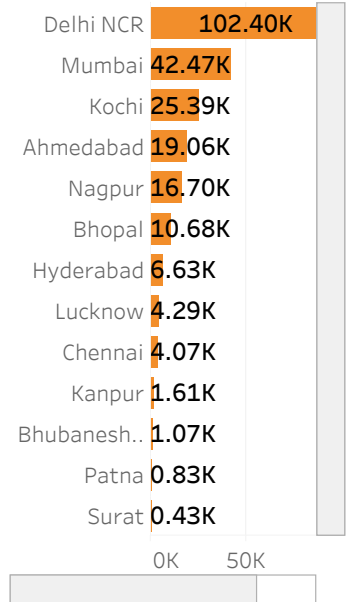 Delhi NCR 102.40K
Mumbai 42.47K
Kochi 25.39K
Ahmedabad 19.06K
Nagpur 16.70K
Bhopal 10.68K
Hyderabad 6.63K
Lucknow 4.29K
Chennai 4.07K
Kanpur 1.61K
Bhubanesh.. 1.07K
Patna 0.83K
Surat 0.43K
0K 50K